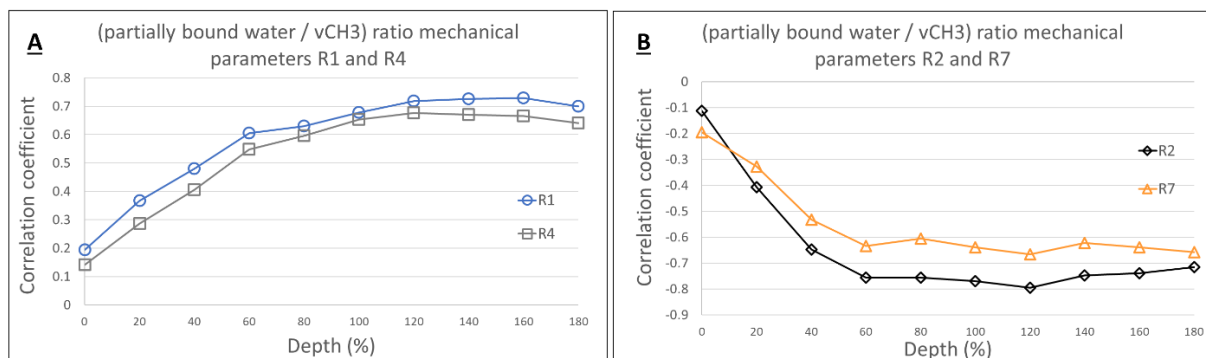 A
(partially bound water / vCH3) ratio mechanical
parameters R1 and R4
Correlation coefficient
0.8
0.7
0.6
0.5
0.4
0.3
0.2
0.1
0
R1
R4
0 20 40 60 80 100 120 140 160 180
Depth (%)
B
(partially bound water / vCH3) ratio mechanical
parameters R2 and R7
Correlation coefficient
0
-0.1
-0.2
-0.3
-0.4
-0.5
-0.6
-0.7
-0.8
-0.9
R2
R7
0 20 40 60 80 100 120 140 160 180
Depth (%)